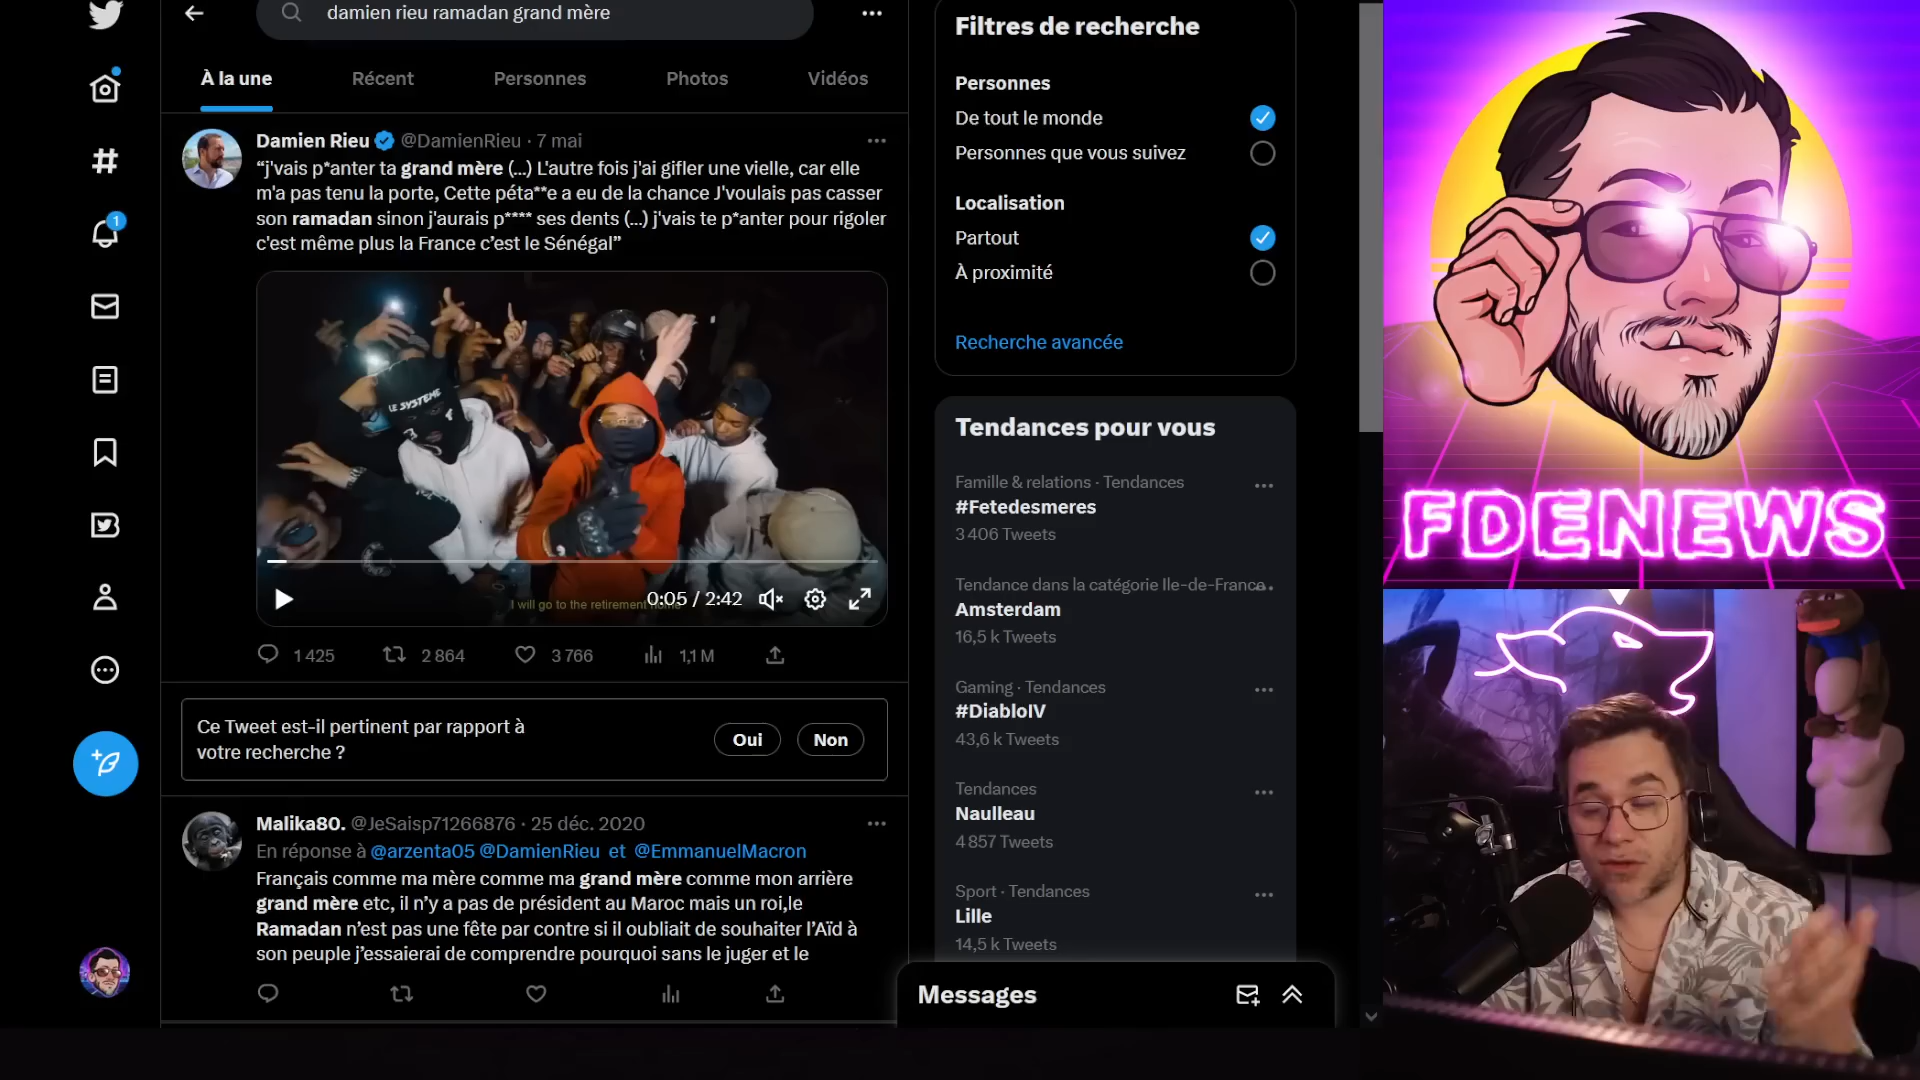 damien rieu ramadan grand mère
À la une
Récent
Personnes
Photos
Vidéos
Damien Rieu @DamienRieu · 7 mai
“j'vais p*anter ta grand mère (...) L'autre fois j'ai gifler une vielle, car elle
m'a pas tenu la porte, Cette péta**e a eu de la chance J'voulais pas casser
son ramadan sinon j'aurais p**** ses dents (...) j'vais te p*anter pour rigoler
c'est même plus la France c’est le Sénégal”
LE SYSTEME
I will go to the retirement home
0:05 / 2:42
1 425
2 864
3 766
1,1 M
Ce Tweet est-il pertinent par rapport à
votre recherche ?
Oui
Non
Malika80. @JeSaisp71266876 · 25 déc. 2020
En réponse à @arzenta05 @DamienRieu et @EmmanuelMacron
Français comme ma mère comme ma grand mère comme mon arrière
grand mère etc, il n’y a pas de président au Maroc mais un roi,le
Ramadan n’est pas une fête par contre si il oubliait de souhaiter l’Aïd à
son peuple j’essaierai de comprendre pourquoi sans le juger et le
1
Filtres de recherche
Personnes
De tout le monde
Personnes que vous suivez
Localisation
Partout
À proximité
Recherche avancée
Tendances pour vous
Famille & relations · Tendances
#Fetedesmeres
3 406 Tweets
Tendance dans la catégorie Ile-de-France
Amsterdam
16,5 k Tweets
Gaming · Tendances
#DiabloIV
43,6 k Tweets
Tendances
Naulleau
4 857 Tweets
Sport · Tendances
Lille
14,5 k Tweets
Messages
FDENEWS